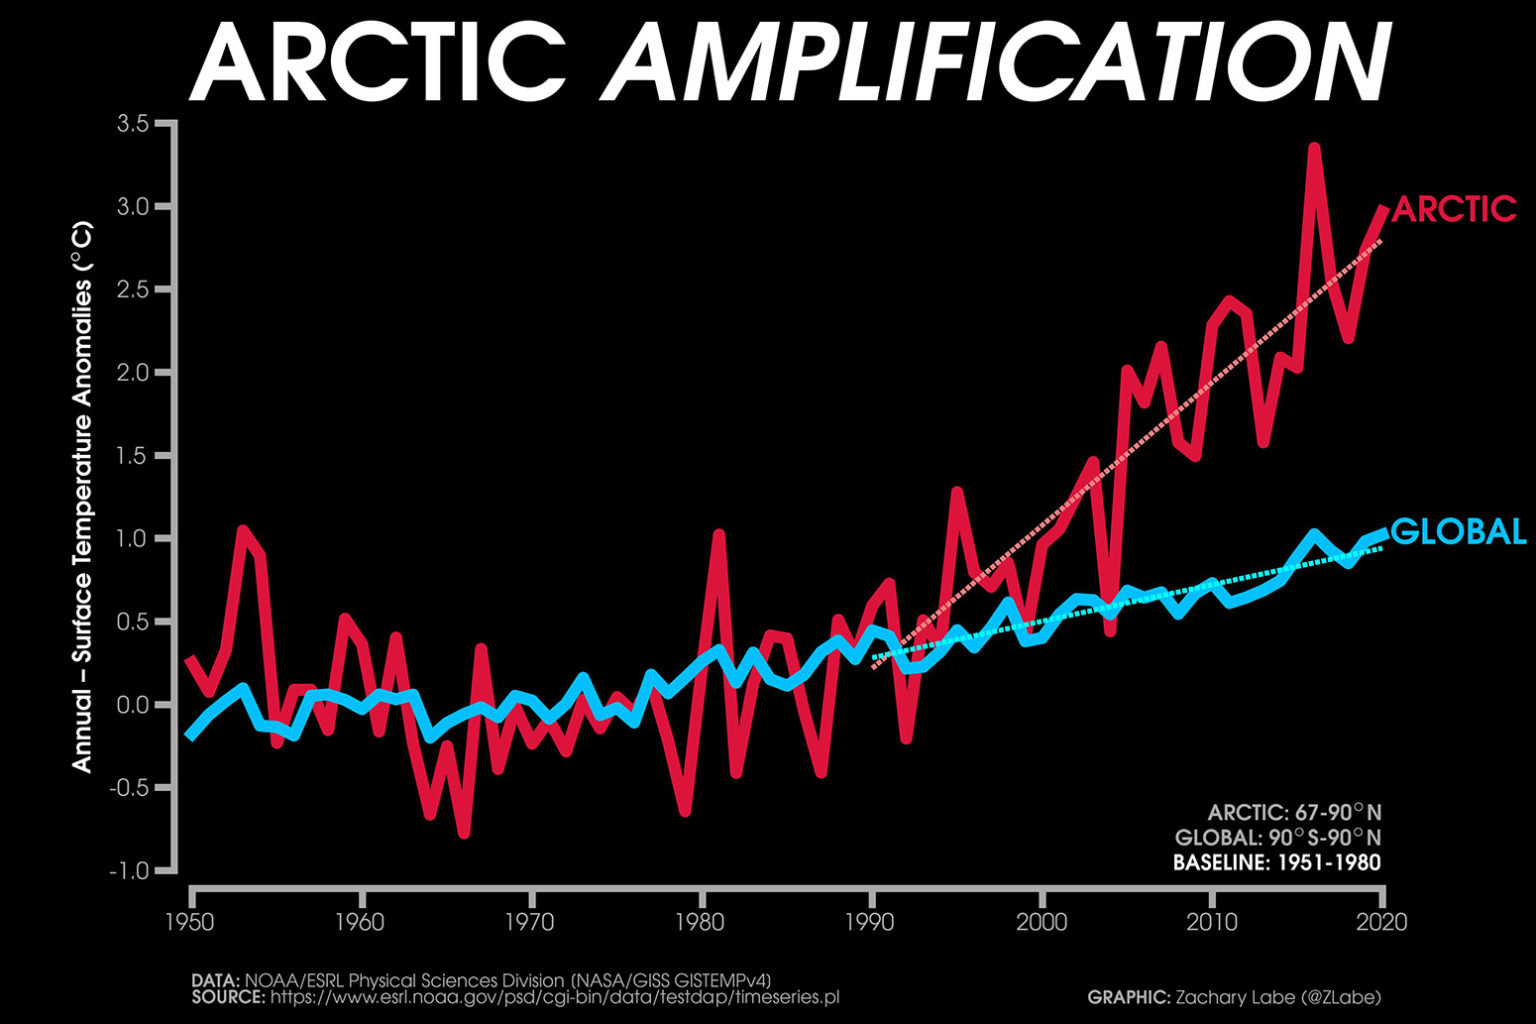 ARCTIC AMPLIFICATION
3.5
3.0
2.5
2.0
1.5
1.0
0.5
0.0
-0.5
-1.0
Annual – Surface Temperature Anomalies (°C)
ARCTIC
GLOBAL
ARCTIC: 67-90°N
GLOBAL: 90°S-90°N
BASELINE: 1951-1980
1950 1960 1970 1980 1990 2000 2010 2020
DATA: NOAA/ESRL Physical Sciences Division (NASA/GISS GISTEMPv4)
SOURCE: https://www.esrl.noaa.gov/psd/cgi-bin/data/testdap/timeseries.pl
GRAPHIC: Zachary Labe (@ZLabe)